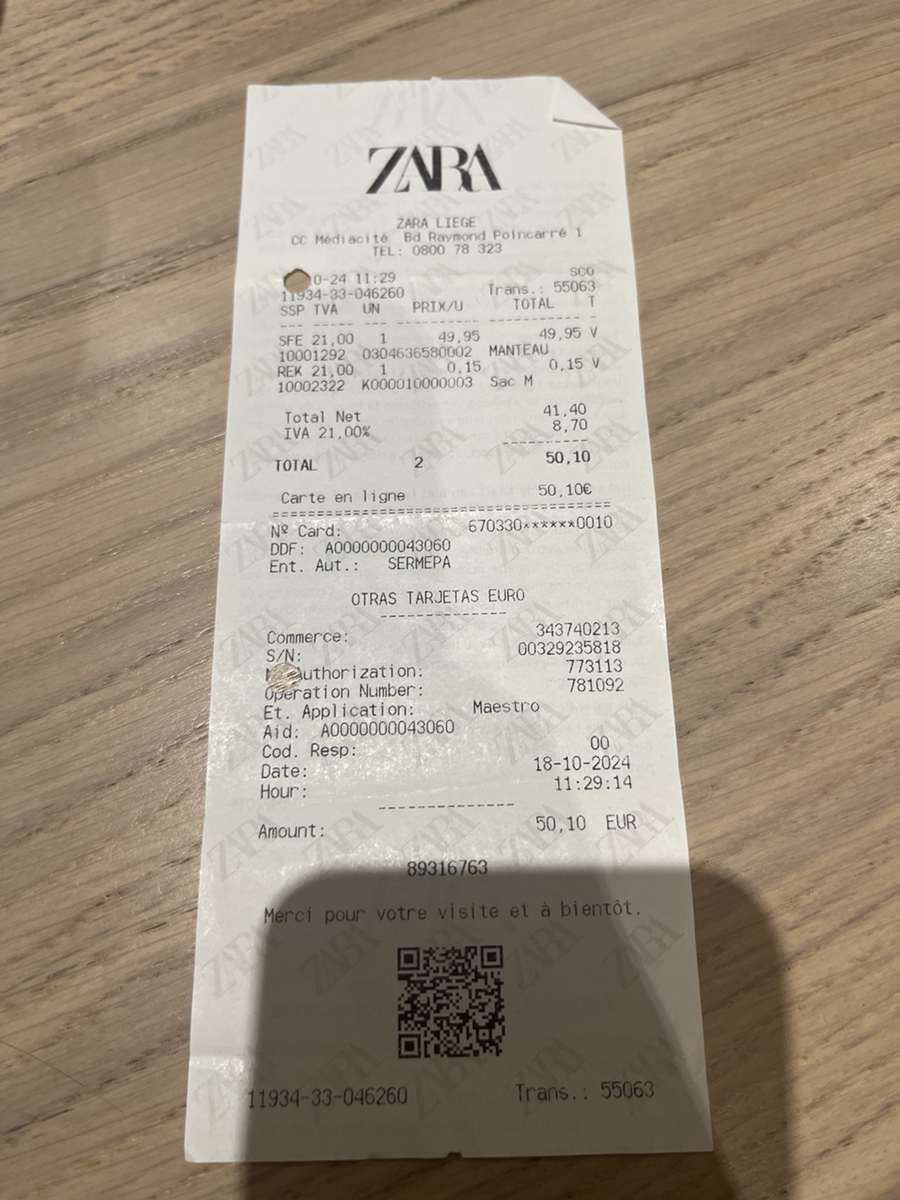 ZARA
ZARA LIEGE
CC Médiacité Bd Raymond Poincarré 1
TEL: 0800 78 323
0-24 11:29 SCO
11934-33-046260 Trans.: 55063
SSP TVA UN PRIX/U TOTAL T
--- --- --- --- ---
SFE 21,00 1 49,95 49,95 V
10001292 0304636580002 MANTEAU
REK 21,00 1 0,15 0,15 V
10002322 K000010000003 Sac M
Total Net 41,40
IVA 21,00% 8,70
----------
TOTAL 2 50,10
Carte en ligne 50,10€
========================================
Nº Card: 670330******0010
DDF: A0000000043060
Ent. Aut.: SERMEPA
OTRAS TARJETAS EURO
--------------
Commerce: 343740213
S/N: 00329235818
uthorization: 773113
Operation Number: 781092
Et. Application: Maestro
Aid: A0000000043060
Cod. Resp: 00
Date: 18-10-2024
Hour: 11:29:14
--------------
Amount: 50,10 EUR
89316763
Merci pour votre visite et à bientôt.
11934-33-046260 Trans.: 55063